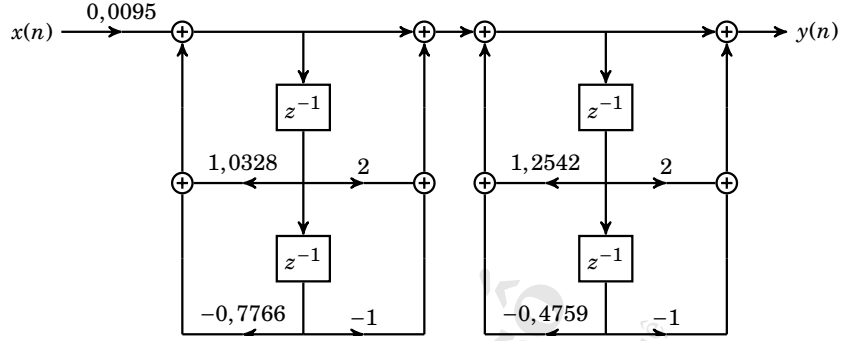 0,0095
x(n) y(n)
z⁻¹ z⁻¹
1,0328 2 1,2542 2
z⁻¹ z⁻¹
−0,7766 −1 −0,4759 −1